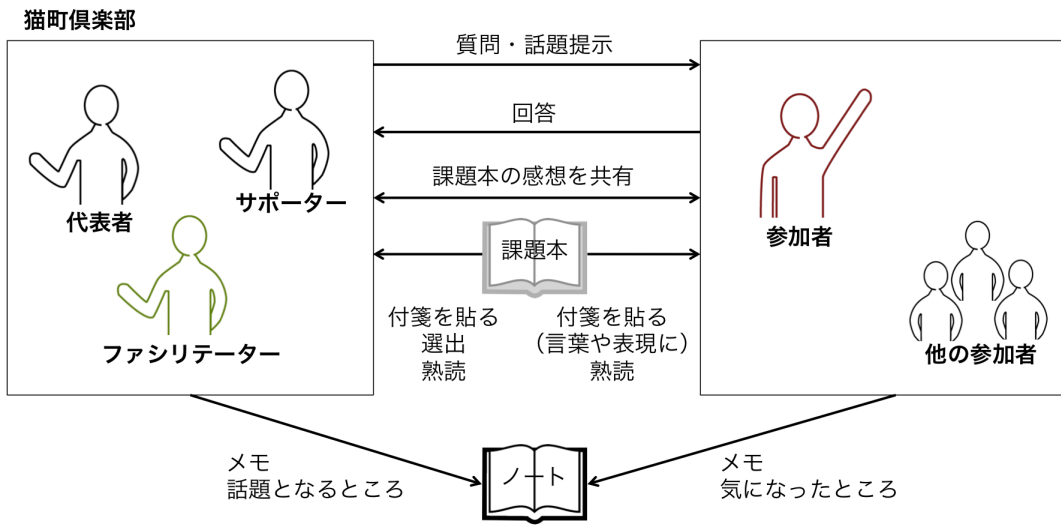 猫町倶楽部
質問・話題提示
回答
課題本の感想を共有
サポーター
代表者
参加者
課題本
ファシリテーター
付箋を貼る
選出
熟読
付箋を貼る
（言葉や表現に）
熟読
他の参加者
メモ
話題となるところ
ノート
メモ
気になったところ